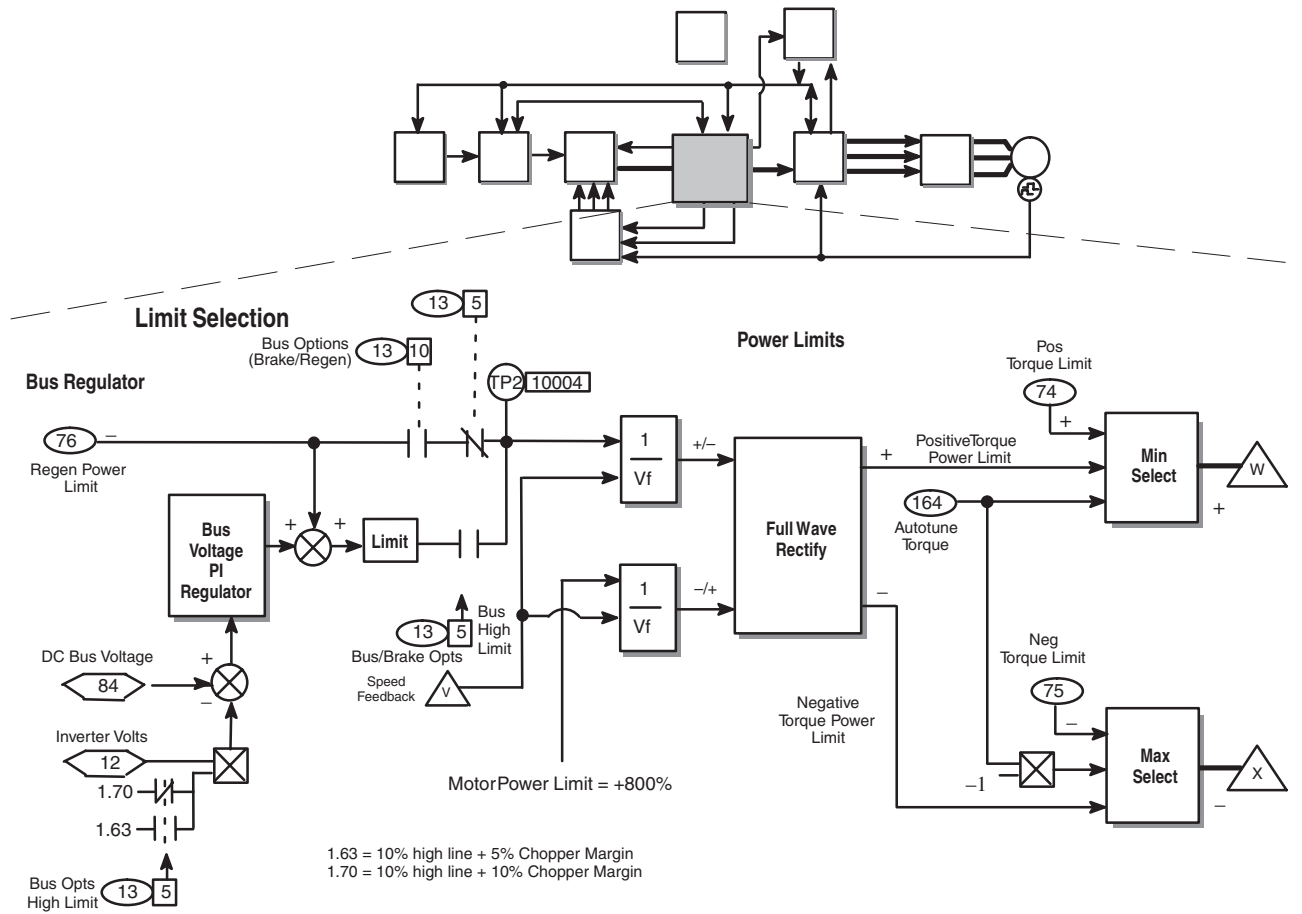 Limit Selection
13 5
Bus Options
(Brake/Regen)
13 10
Power Limits
Bus Regulator
TP2 10004
Pos
Torque Limit
74
76
−
Regen Power
Limit
1
Vf
+/−
+
PositiveTorque
Power Limit
+
Min
Select
W
+
164
Autotune
Torque
Bus
Voltage
PI
Regulator
+
+
Limit
Full Wave
Rectify
1
Vf
−/+
−
13 5
Bus
High
Limit
Bus/Brake Opts
Speed
Feedback
V
DC Bus Voltage
84
+
−
Inverter Volts
12
1.70
1.63
Bus Opts
High Limit
13 5
MotorPower Limit = +800%
Negative
Torque Power
Limit
Neg
Torque Limit
75
−
−1
Max
Select
X
−
1.63 = 10% high line + 5% Chopper Margin
1.70 = 10% high line + 10% Chopper Margin